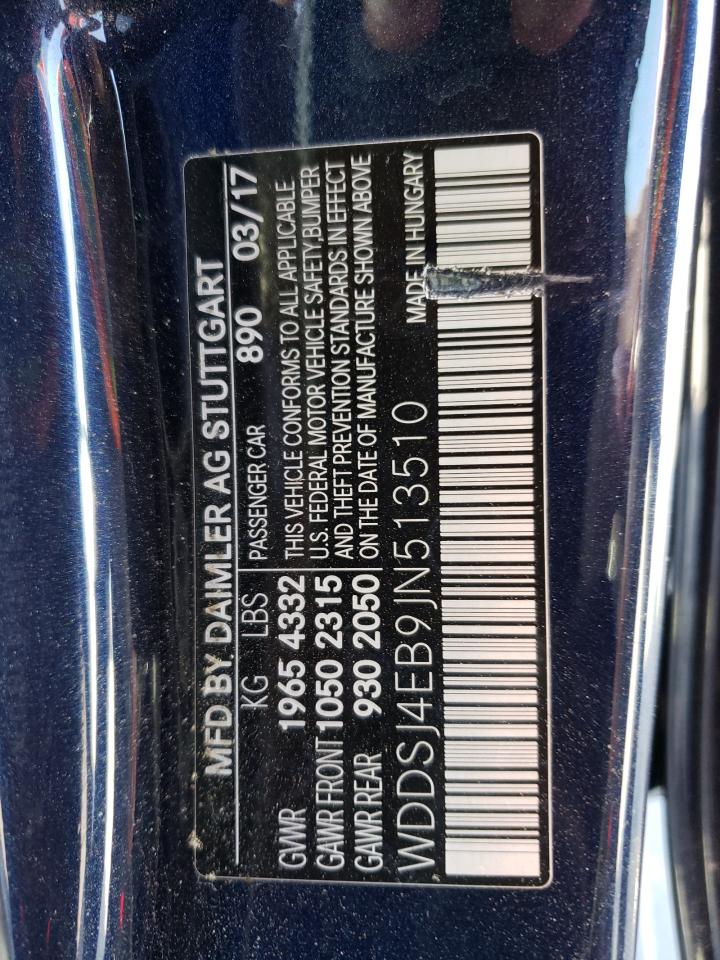 MFD BY DAIMLER AG STUTTGART
KG LBS PASSENGER CAR 890 03/17
GVWR 1965 4332
GAWR FRONT 1050 2315
GAWR REAR 930 2050
THIS VEHICLE CONFORMS TO ALL APPLICABLE
U.S. FEDERAL MOTOR VEHICLE SAFETY BUMPER
AND THEFT PREVENTION STANDARDS IN EFFECT
ON THE DATE OF MANUFACTURE SHOWN ABOVE
WDDSJ4EB9JN513510 MADE IN HUNGARY